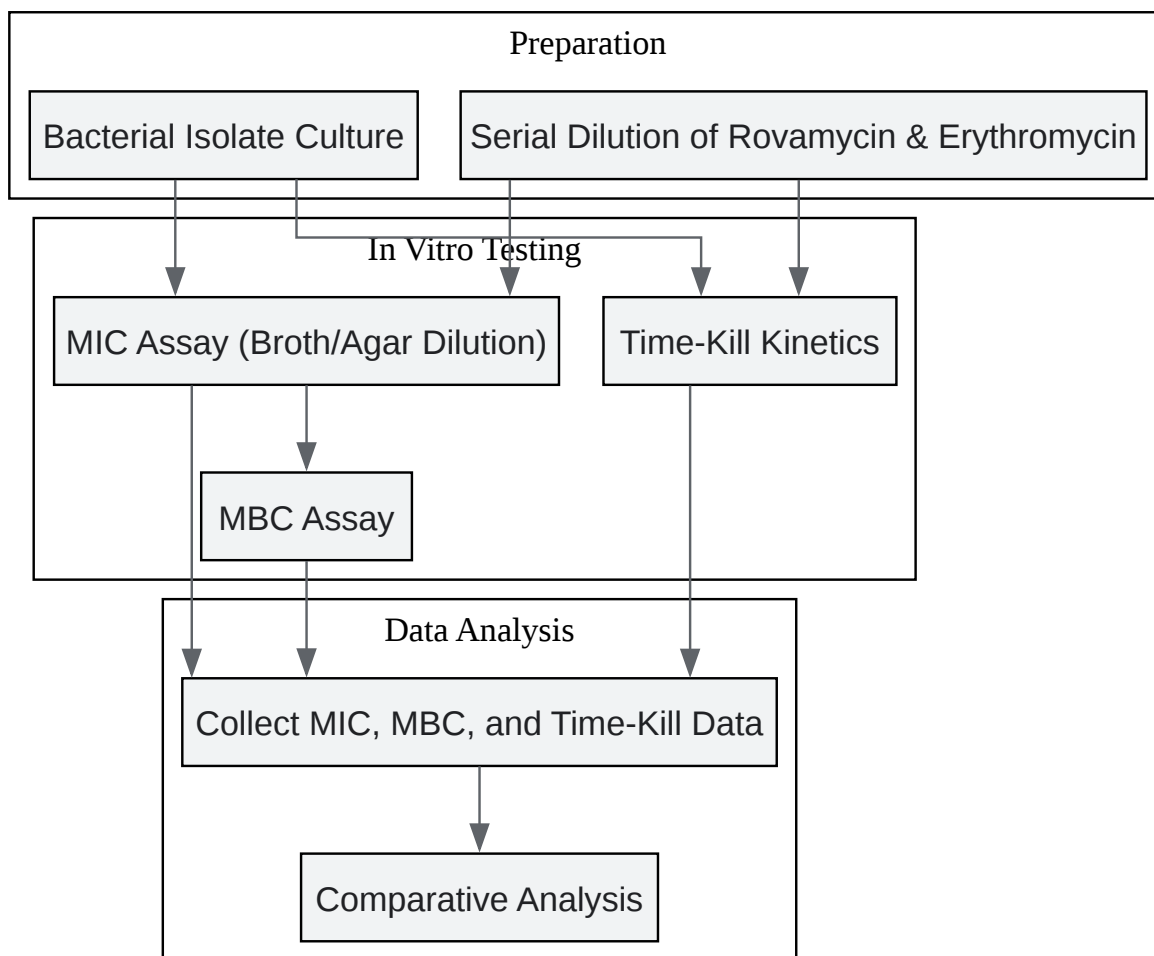 Preparation
Bacterial Isolate Culture
Serial Dilution of Rovamycin & Erythromycin
In Vitro Testing
MIC Assay (Broth/Agar Dilution)
Time-Kill Kinetics
MBC Assay
Data Analysis
Collect MIC, MBC, and Time-Kill Data
Comparative Analysis